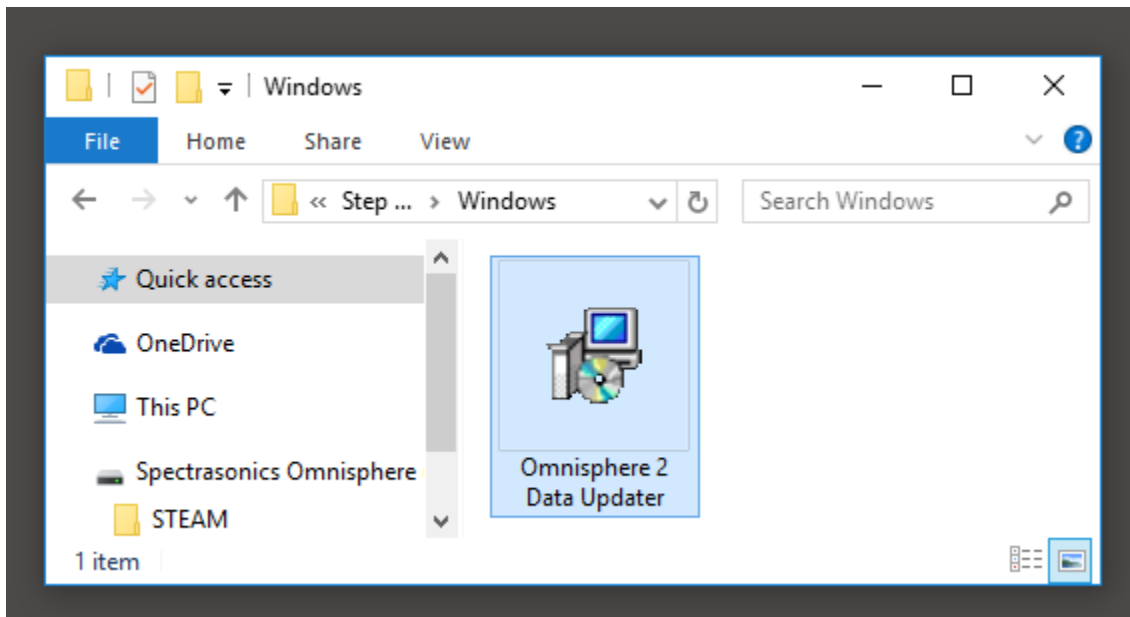 Windows
File Home Share View
« Step ... › Windows
Search Windows
Quick access
OneDrive
This PC
Spectrasonics Omnisphere
STEAM
Omnisphere 2
Data Updater
1 item